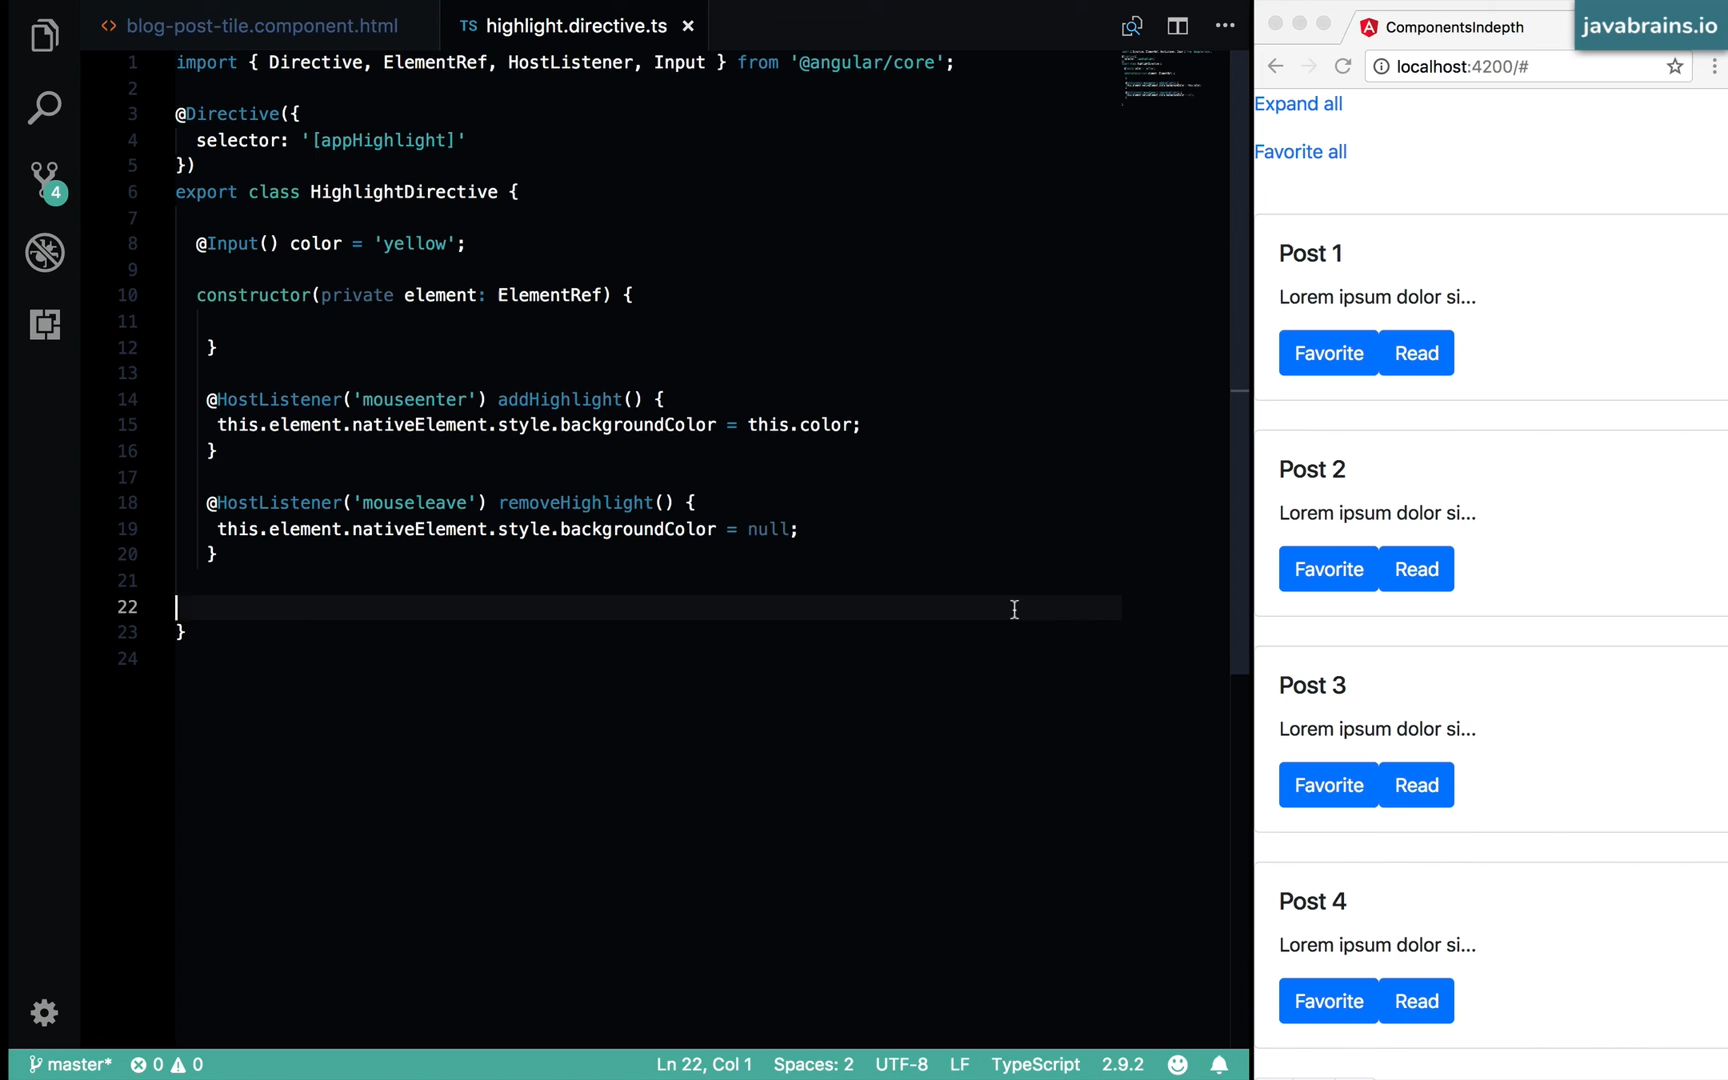 blog-post-tile.component.html
TS highlight.directive.ts ×
1 import { Directive, ElementRef, HostListener, Input } from '@angular/core';
2
3 @Directive({
4 selector: '[appHighlight]'
5 })
6 export class HighlightDirective {
7
8 @Input() color = 'yellow';
9
10 constructor(private element: ElementRef) {
11
12 }
13
14 @HostListener('mouseenter') addHighlight() {
15 this.element.nativeElement.style.backgroundColor = this.color;
16 }
17
18 @HostListener('mouseleave') removeHighlight() {
19 this.element.nativeElement.style.backgroundColor = null;
20 }
21
22
23 }
24
4
master* 0 0 Ln 22, Col 1 Spaces: 2 UTF-8 LF TypeScript 2.9.2
ComponentsIndepth
javabrains.io
localhost:4200/#
Expand all
Favorite all
Post 1
Lorem ipsum dolor si...
Favorite Read
Post 2
Lorem ipsum dolor si...
Favorite Read
Post 3
Lorem ipsum dolor si...
Favorite Read
Post 4
Lorem ipsum dolor si...
Favorite Read